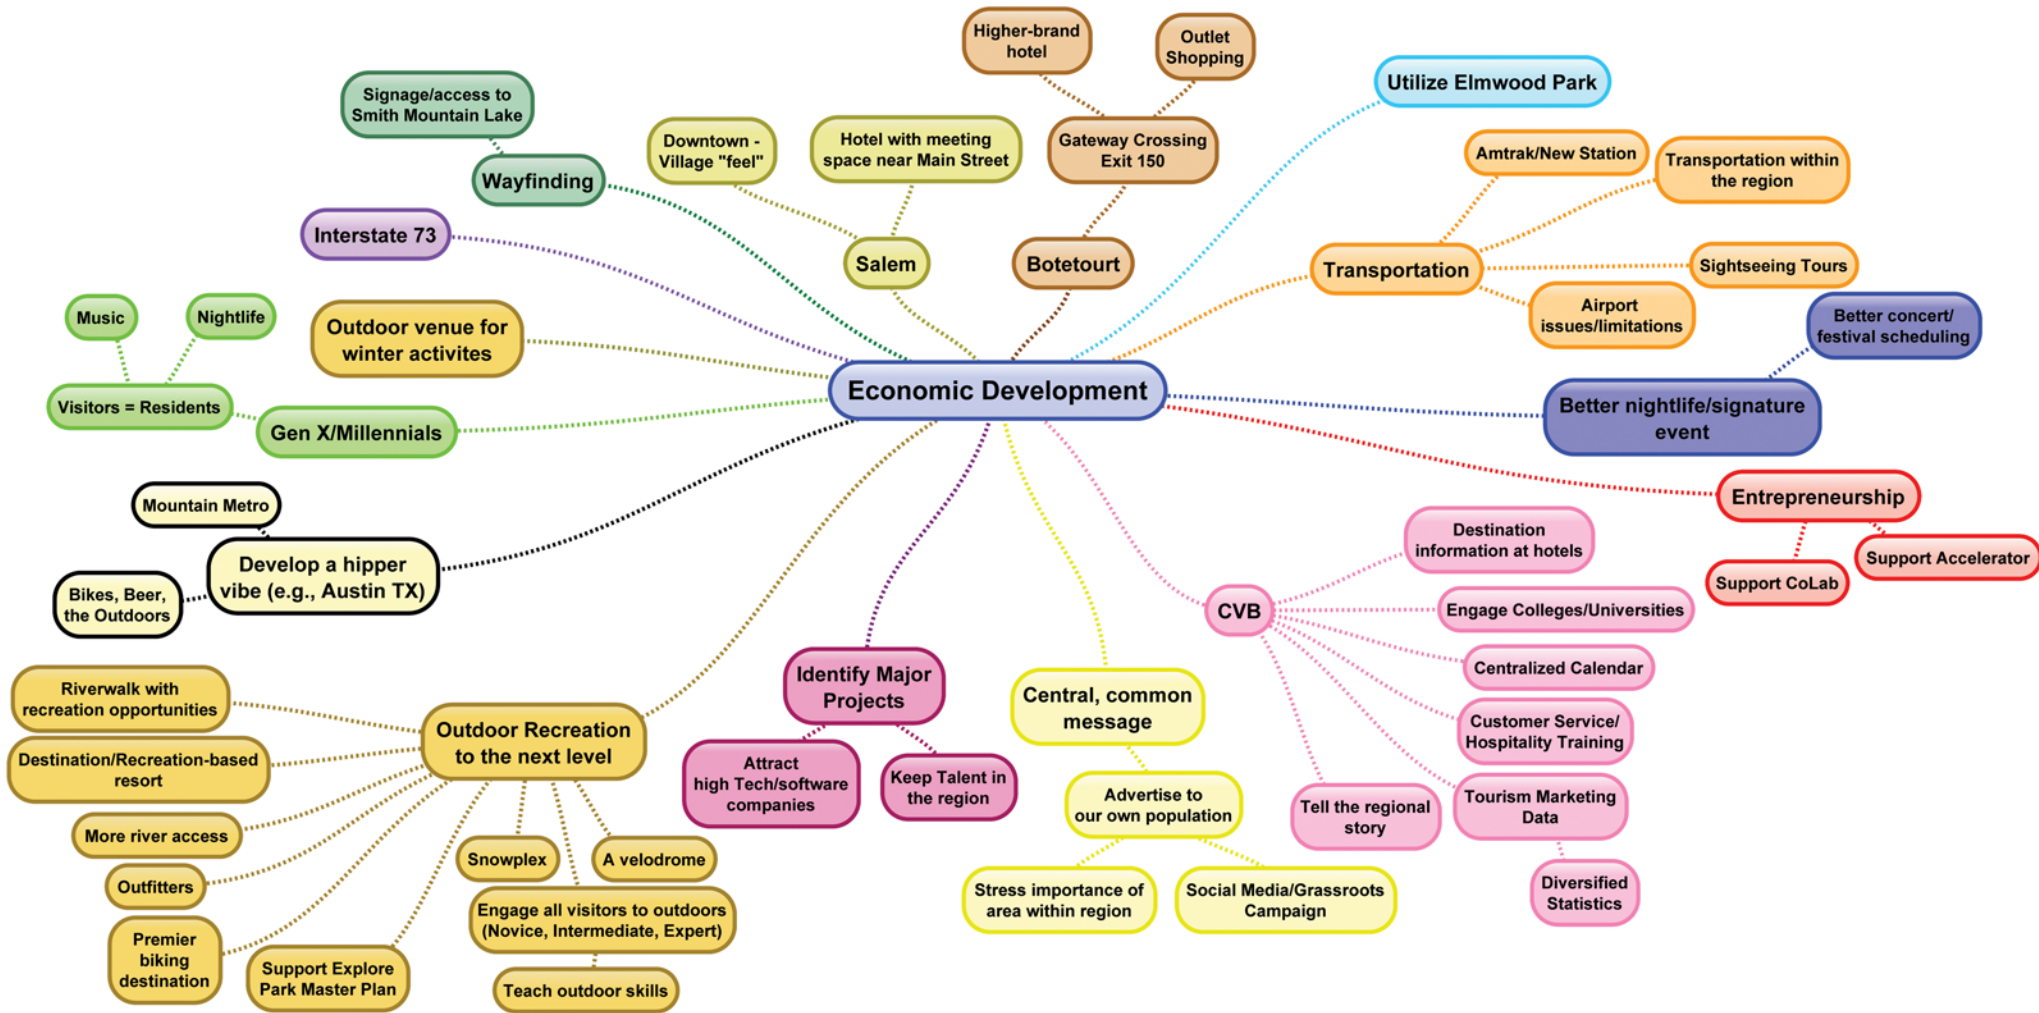 Higher-brand
hotel
Outlet
Shopping
Utilize Elmwood Park
Signage/access to
Smith Mountain Lake
Downtown -
Village "feel"
Hotel with meeting
space near Main Street
Gateway Crossing
Exit 150
Amtrak/New Station
Transportation within
the region
Wayfinding
Interstate 73
Salem
Botetourt
Transportation
Sightseeing Tours
Airport
issues/limitations
Music
Nightlife
Outdoor venue for
winter activites
Better concert/
festival scheduling
Economic Development
Visitors = Residents
Gen X/Millennials
Better nightlife/signature
event
Entrepreneurship
Support CoLab
Support Accelerator
Mountain Metro
Develop a hipper
vibe (e.g., Austin TX)
Bikes, Beer,
the Outdoors
Destination
information at hotels
CVB
Engage Colleges/Universities
Centralized Calendar
Customer Service/
Hospitality Training
Tourism Marketing
Data
Tell the regional
story
Diversified
Statistics
Identify Major
Projects
Attract
high Tech/software
companies
Keep Talent in
the region
Central, common
message
Advertise to
our own population
Stress importance of
area within region
Social Media/Grassroots
Campaign
Riverwalk with
recreation opportunities
Outdoor Recreation
to the next level
Destination/Recreation-based
resort
More river access
Outfitters
Premier
biking
destination
Support Explore
Park Master Plan
Snowplex
A velodrome
Engage all visitors to outdoors
(Novice, Intermediate, Expert)
Teach outdoor skills